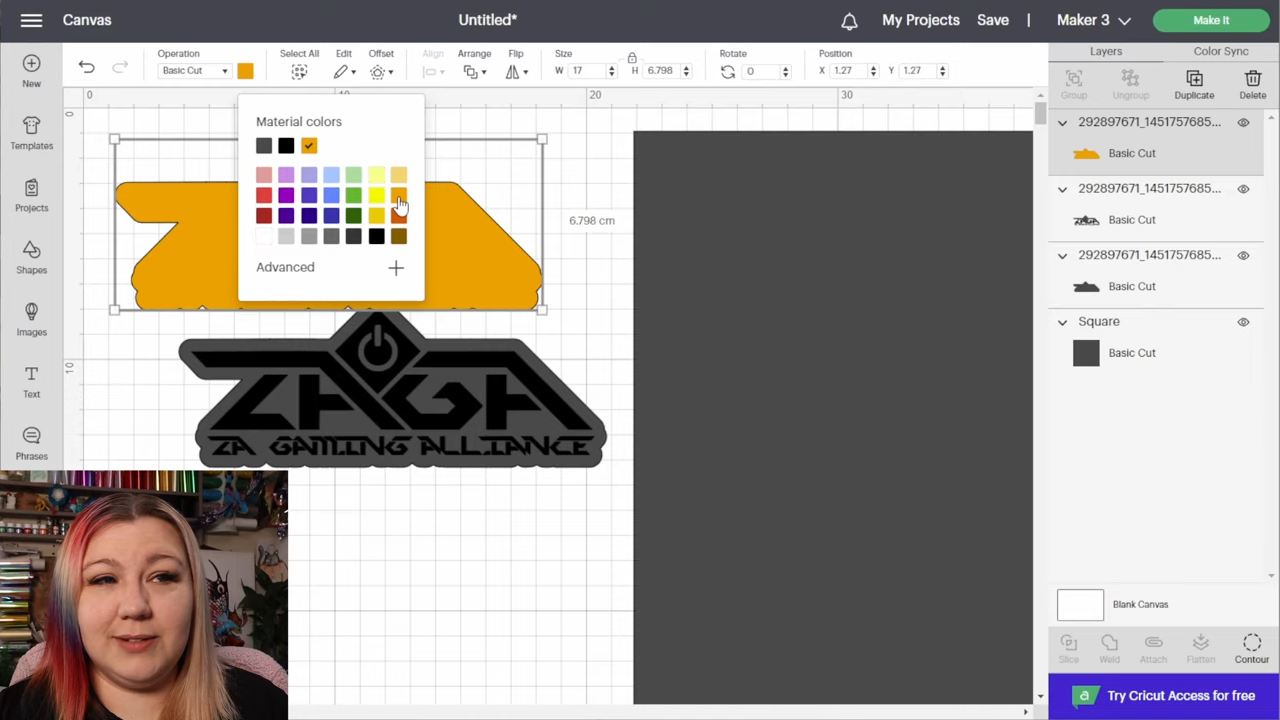 Canvas
Untitled*
My Projects
Save
|
Maker 3
Make It
New
Templates
Projects
Shapes
Images
Text
Phrases
Operation
Basic Cut
Select All
Edit
Offset
Align
Arrange
Flip
Size
W 17
H 6.798
Rotate
0
Position
X 1.27
Y 1.27
0
10
20
30
0
10
Material colors
Advanced
6.798 cm
ZAGA
ZA GAMING ALLIANCE
Layers
Color Sync
Group
Ungroup
Duplicate
Delete
292897671_1451757685...
Basic Cut
292897671_1451757685...
Basic Cut
292897671_1451757685...
Basic Cut
Square
Basic Cut
Blank Canvas
Slice
Weld
Attach
Flatten
Contour
a
Try Cricut Access for free